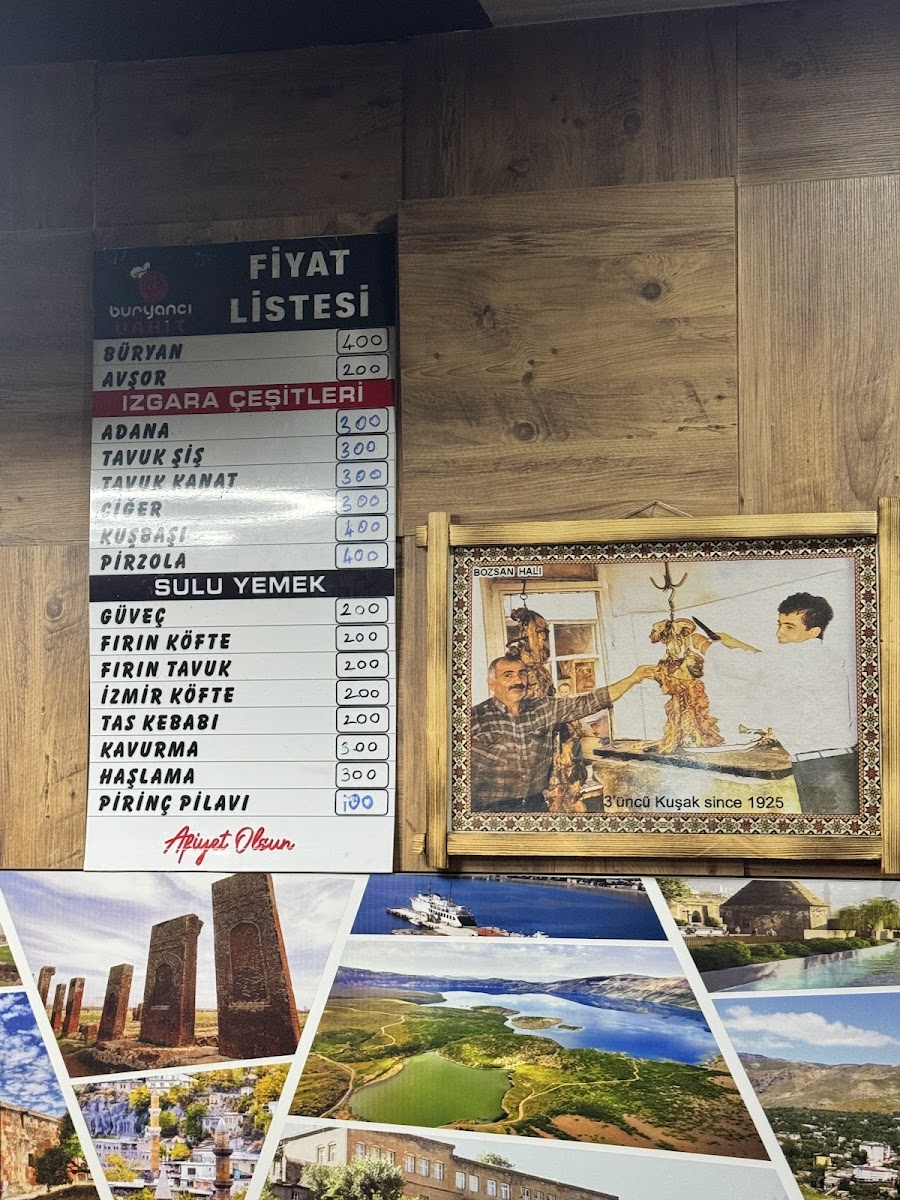 buryancı
VAHİT
FİYAT
LİSTESİ
BÜRYAN 400
AVŞOR 200
IZGARA ÇEŞİTLERİ
ADANA 300
TAVUK ŞİŞ 300
TAVUK KANAT 300
CİĞER 300
KUŞBAŞI 400
PİRZOLA 400
SULU YEMEK
GÜVEÇ 200
FIRIN KÖFTE 200
FIRIN TAVUK 200
İZMİR KÖFTE 200
TAS KEBABI 200
KAVURMA 300
HAŞLAMA 300
PİRİNÇ PİLAVI 100
Afiyet Olsun
BOZSAN HALI
3'üncü Kuşak since 1925